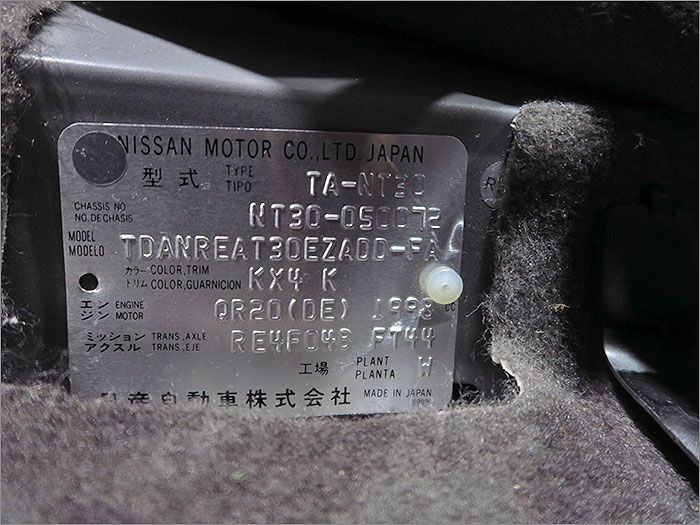 NISSAN MOTOR CO.,LTD. JAPAN
型式 TYPE TIPO TA-NT30
CHASSIS NO NO.DE CHASIS NT30-050072
MODEL MODELO TDANREAT30EZA00-FA
カラー COLOR,TRIM トリム COLOR,GUARNICION KX4 K
エンジン ENGINE MOTOR QR20(DE) 1998 CC
ミッション TRANS.,AXLE アクスル TRANS.,EJE RE4F04B FT44
工場 PLANT PLANTA W
日産自動車株式会社 MADE IN JAPAN